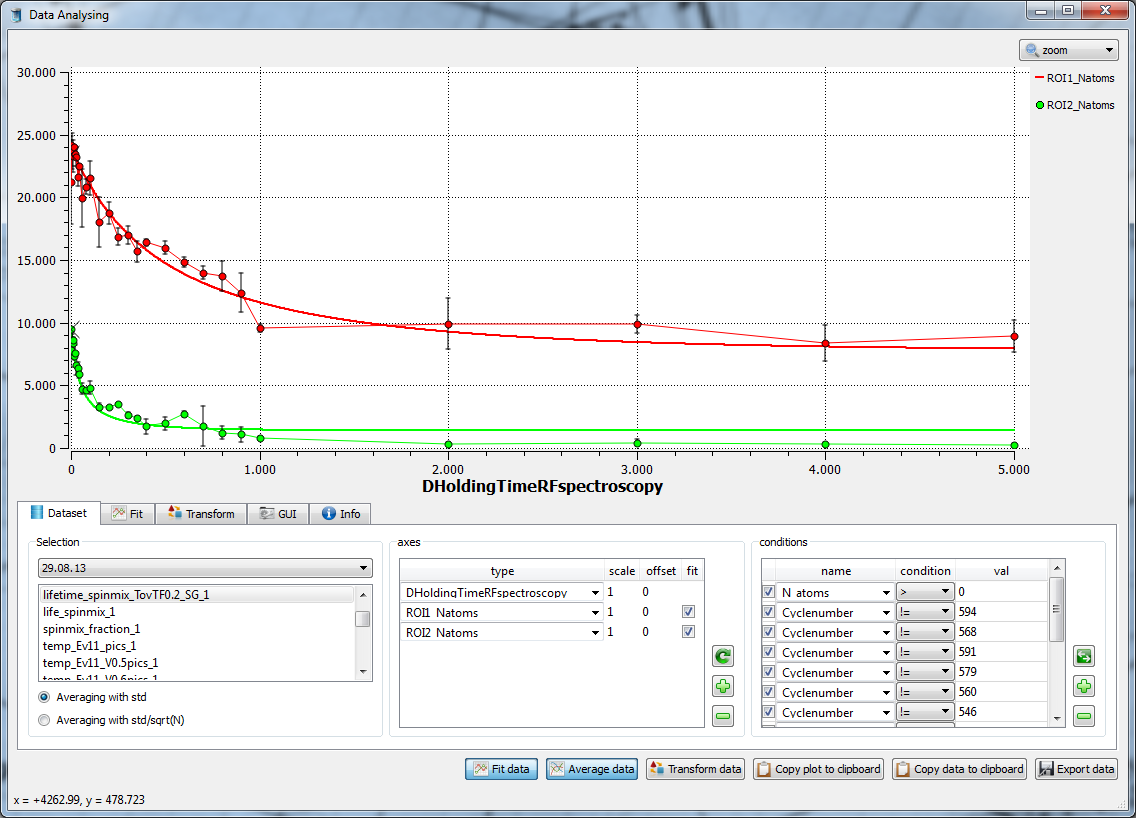 Data Analysing
zoom
ROI1_Natoms
ROI2_Natoms
30.000
25.000
20.000
15.000
10.000
5.000
0
0
1.000
2.000
3.000
4.000
5.000
DHoldingTimeRFspectroscopy
Dataset
Fit
Transform
GUI
Info
Selection
29.08.13
lifetime_spinmix_TovTF0.2_SG_1
life_spinmix_1
spinmix_fraction_1
temp_Ev11_pics_1
temp_Ev11_V0.5pics_1
temp_Ev11_V0.6pics_1
Averaging with std
Averaging with std/sqrt(N)
axes
type scale offset fit
DHoldingTimeRFspectroscopy 1 0
ROI1_Natoms 1 0
ROI2_Natoms 1 0
conditions
name condition val
N_atoms > 0
Cyclenumber != 594
Cyclenumber != 568
Cyclenumber != 591
Cyclenumber != 579
Cyclenumber != 560
Cyclenumber != 546
Fit data
Average data
Transform data
Copy plot to clipboard
Copy data to clipboard
Export data
x = +4262.99, y = 478.723